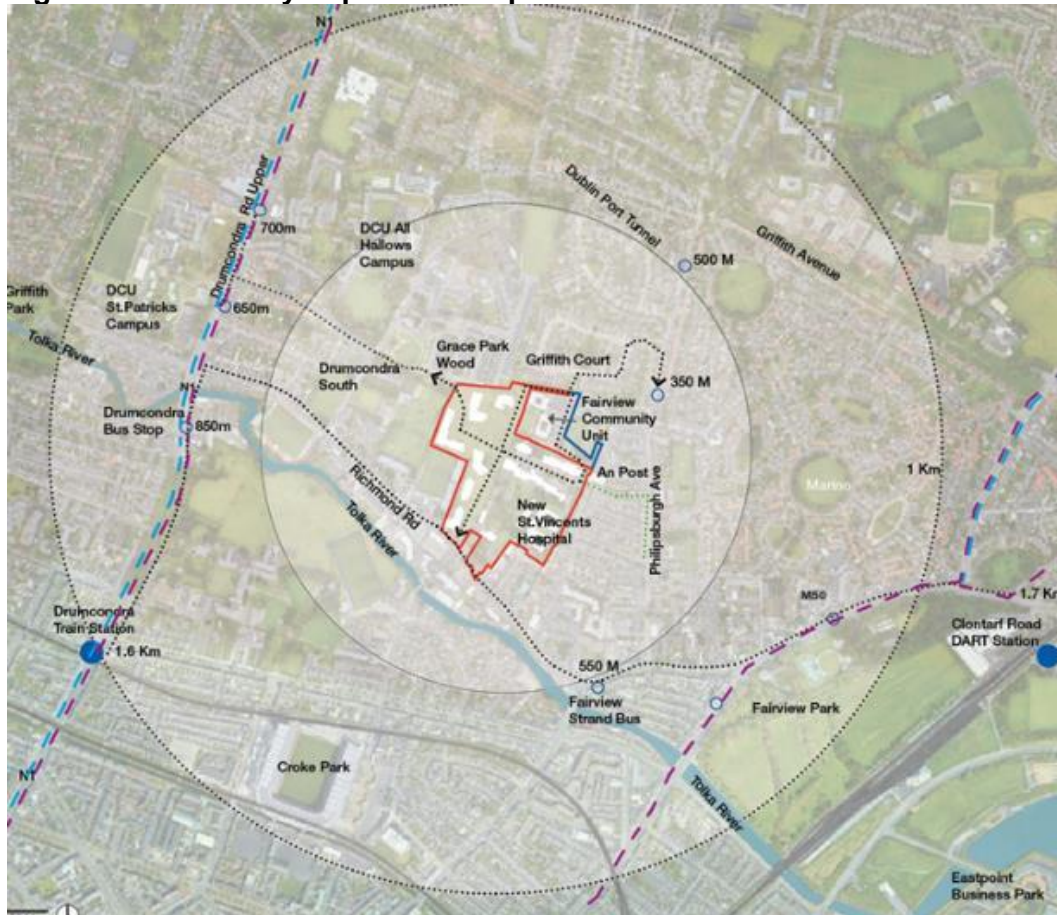 N1
Drumcondra Rd Upper
700m
DCU All
Hallows
Campus
Dublin Port Tunnel
500 M
Griffith Avenue
Griffith
Park
DCU
St.Patricks
Campus
650m
Tolka River
Grace Park
Wood
Griffith Court
Drumcondra
South
350 M
N1
Fairview
Community
Unit
Drumcondra
Bus Stop
850m
An Post
1 Km
Marino
Richmond Rd
New
St.Vincents
Hospital
Philipsburgh Ave
Tolka River
M50
1.7 Km
Drumcondra
Train Station
1.6 Km
Clontarf Road
DART Station
550 M
Fairview
Strand Bus
Fairview Park
Croke Park
N1
Tolka River
Eastpoint
Business Park